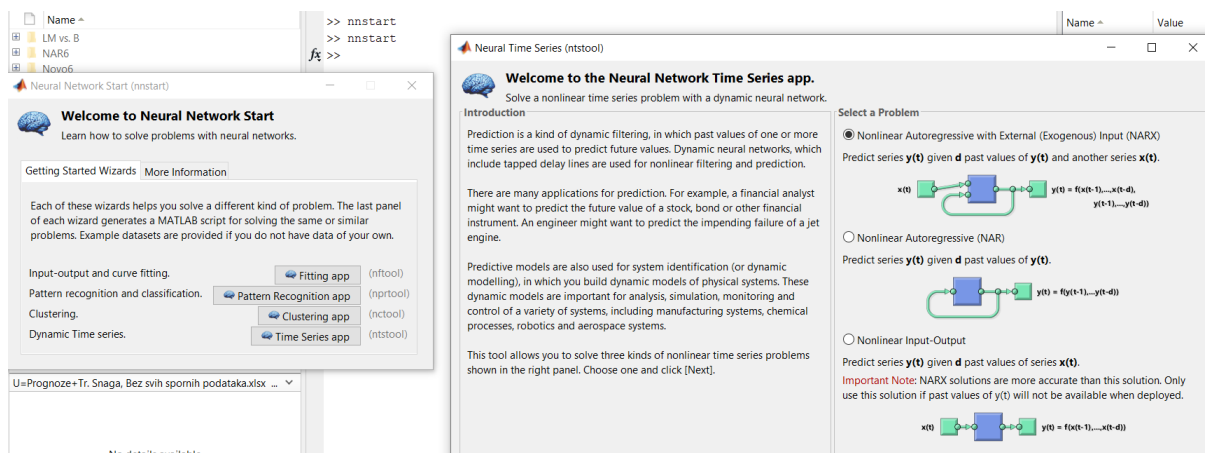 Name
LM vs. B
NAR6
Novo6
>> nnstart
>> nnstart
fx >>
Name
Value
Neural Network Start (nnstart)
Welcome to Neural Network Start
Learn how to solve problems with neural networks.
Getting Started Wizards
More Information
Each of these wizards helps you solve a different kind of problem. The last panel
of each wizard generates a MATLAB script for solving the same or similar
problems. Example datasets are provided if you do not have data of your own.
Input-output and curve fitting.
Fitting app
(nftool)
Pattern recognition and classification.
Pattern Recognition app
(nprtool)
Clustering.
Clustering app
(nctool)
Dynamic Time series.
Time Series app
(ntstool)
U=Prognoze+Tr. Snaga, Bez svih spornih podataka.xlsx ...
No details available
Neural Time Series (ntstool)
Welcome to the Neural Network Time Series app.
Solve a nonlinear time series problem with a dynamic neural network.
Introduction
Prediction is a kind of dynamic filtering, in which past values of one or more
time series are used to predict future values. Dynamic neural networks, which
include tapped delay lines are used for nonlinear filtering and prediction.
There are many applications for prediction. For example, a financial analyst
might want to predict the future value of a stock, bond or other financial
instrument. An engineer might want to predict the impending failure of a jet
engine.
Predictive models are also used for system identification (or dynamic
modelling), in which you build dynamic models of physical systems. These
dynamic models are important for analysis, simulation, monitoring and
control of a variety of systems, including manufacturing systems, chemical
processes, robotics and aerospace systems.
This tool allows you to solve three kinds of nonlinear time series problems
shown in the right panel. Choose one and click [Next].
Select a Problem
Nonlinear Autoregressive with External (Exogenous) Input (NARX)
Predict series y(t) given d past values of y(t) and another series x(t).
x(t)
y(t) = f(x(t-1),...,x(t-d),
y(t-1),...,y(t-d))
Nonlinear Autoregressive (NAR)
Predict series y(t) given d past values of y(t).
y(t) = f(y(t-1),...y(t-d))
Nonlinear Input-Output
Predict series y(t) given d past values of series x(t).
Important Note: NARX solutions are more accurate than this solution. Only
use this solution if past values of y(t) will not be available when deployed.
x(t)
y(t) = f(x(t-1),...,x(t-d))